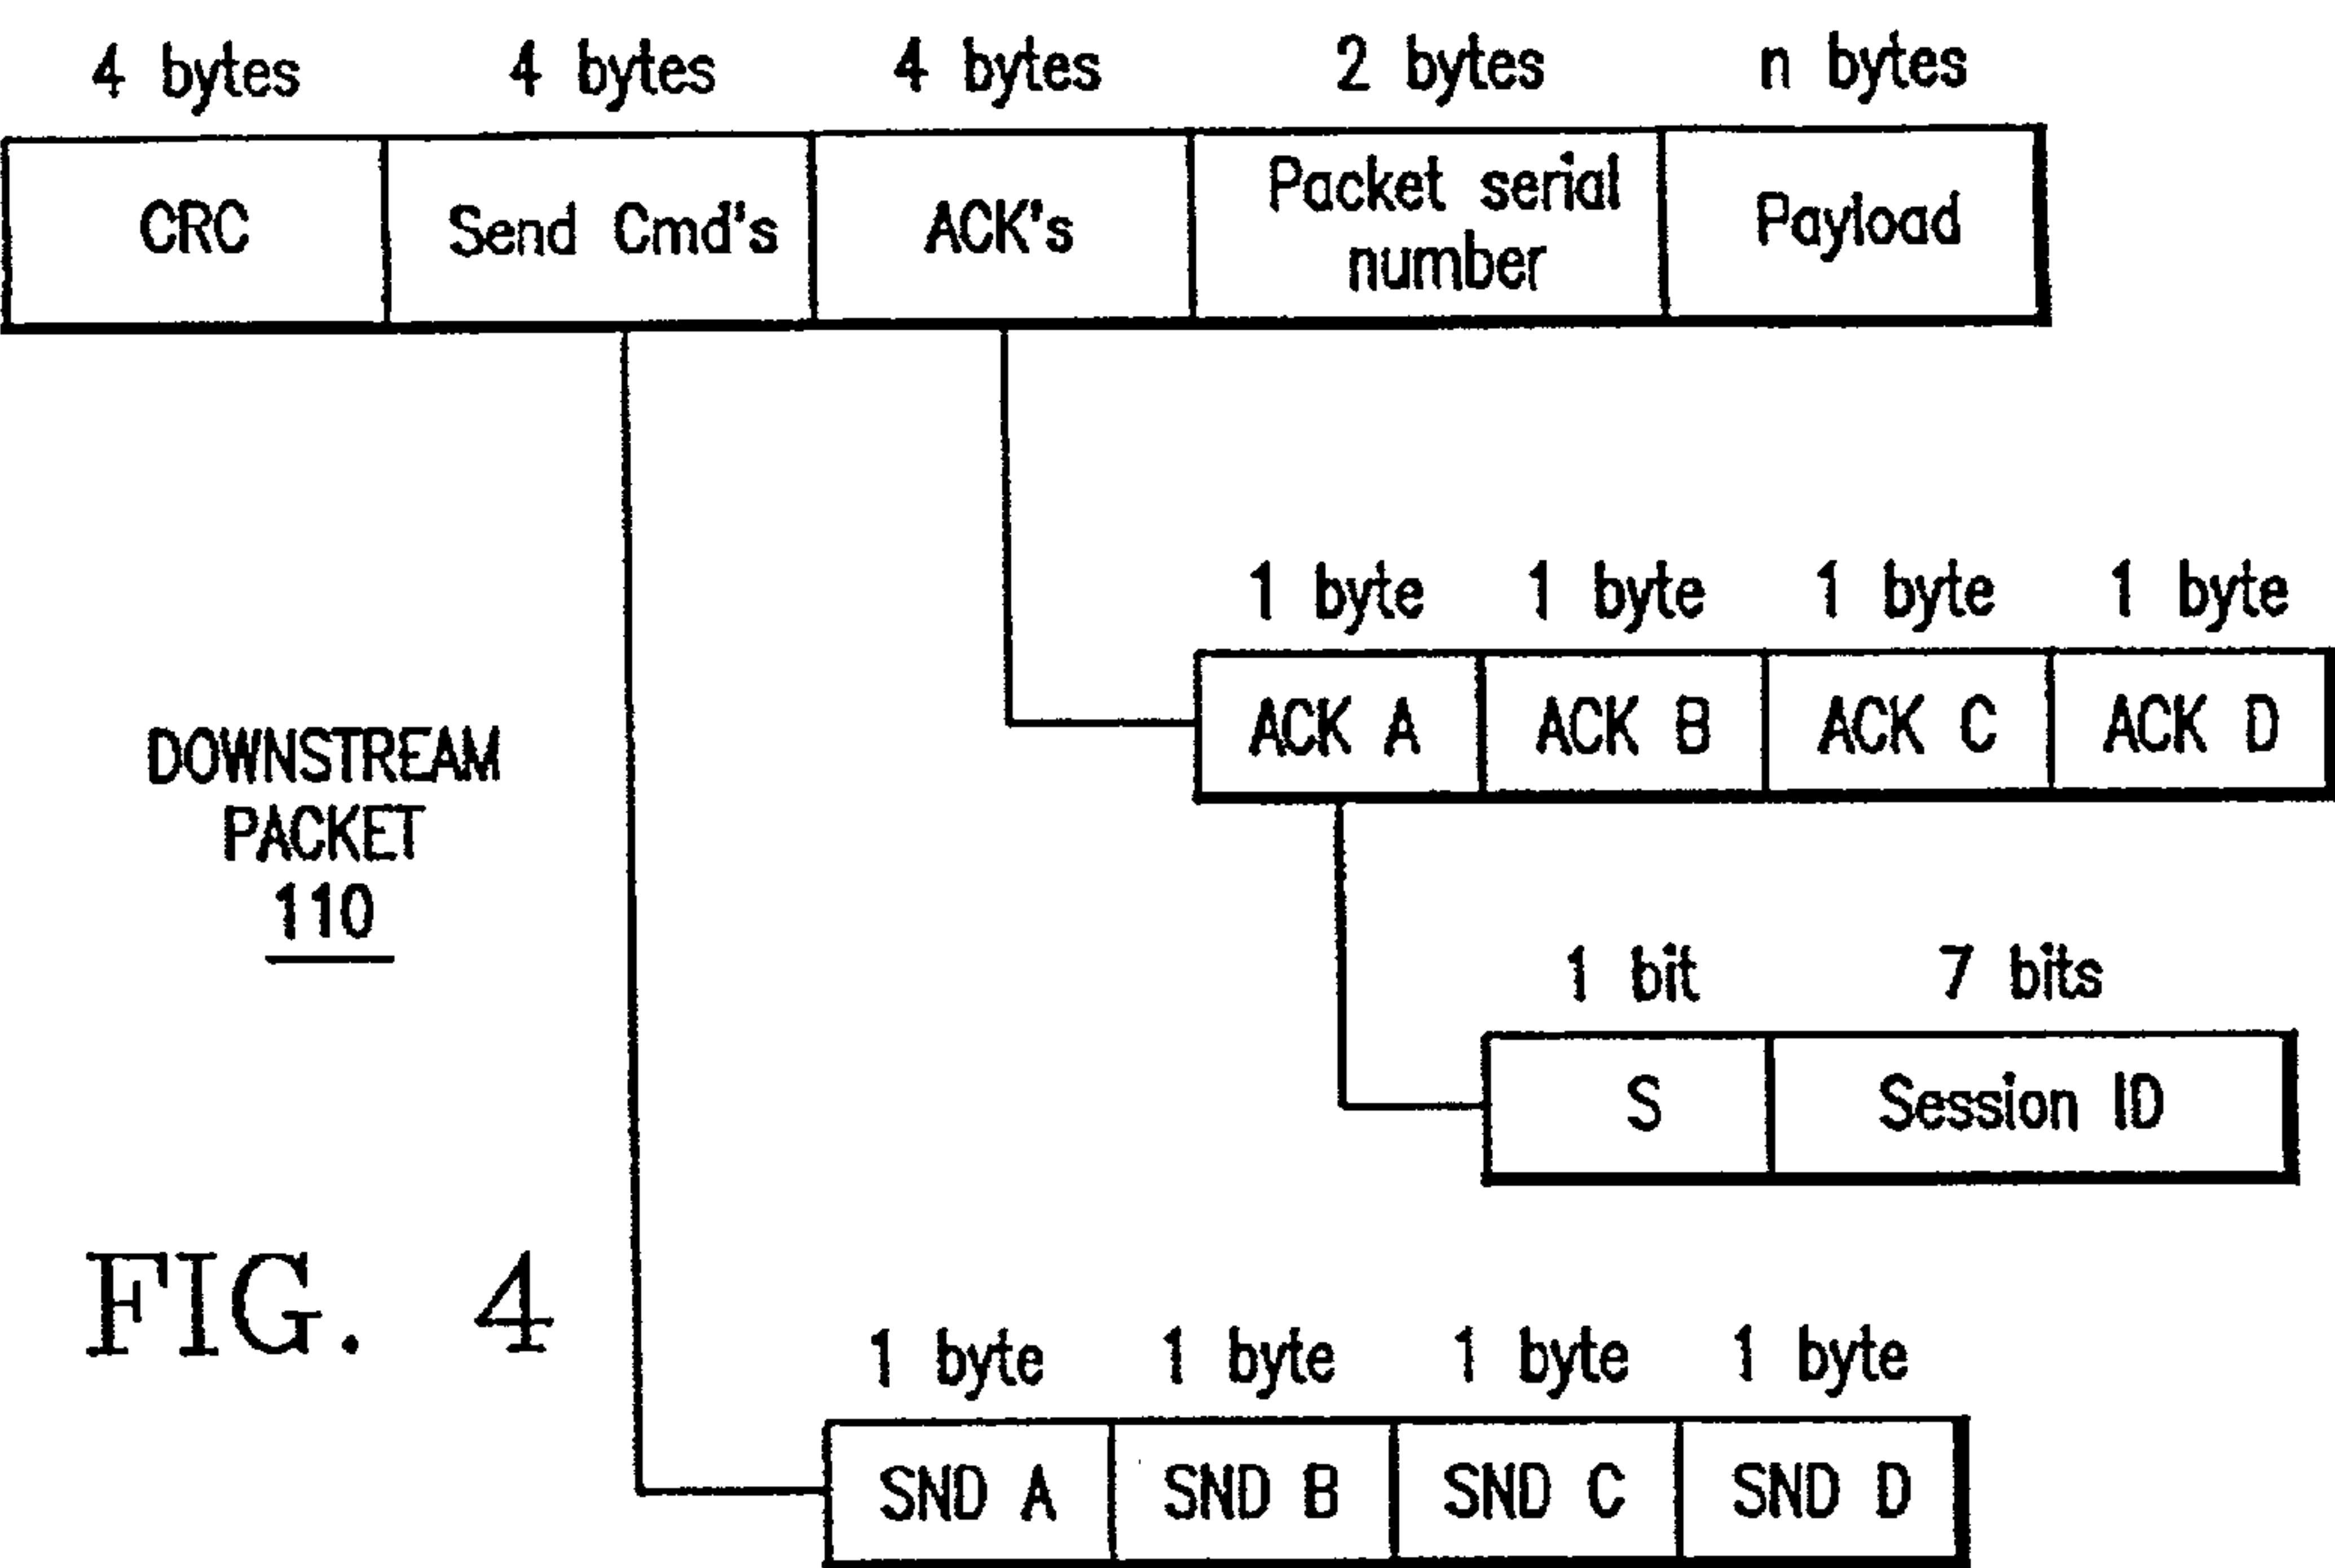 4 bytes 4 bytes 4 bytes 2 bytes n bytes
CRC Send Cmd's ACK's Packet serial number Payload
1 byte 1 byte 1 byte 1 byte
ACK A ACK B ACK C ACK D
DOWNSTREAM
PACKET
110
1 bit 7 bits
S Session ID
FIG. 4
1 byte 1 byte 1 byte 1 byte
SND A SND B SND C SND D